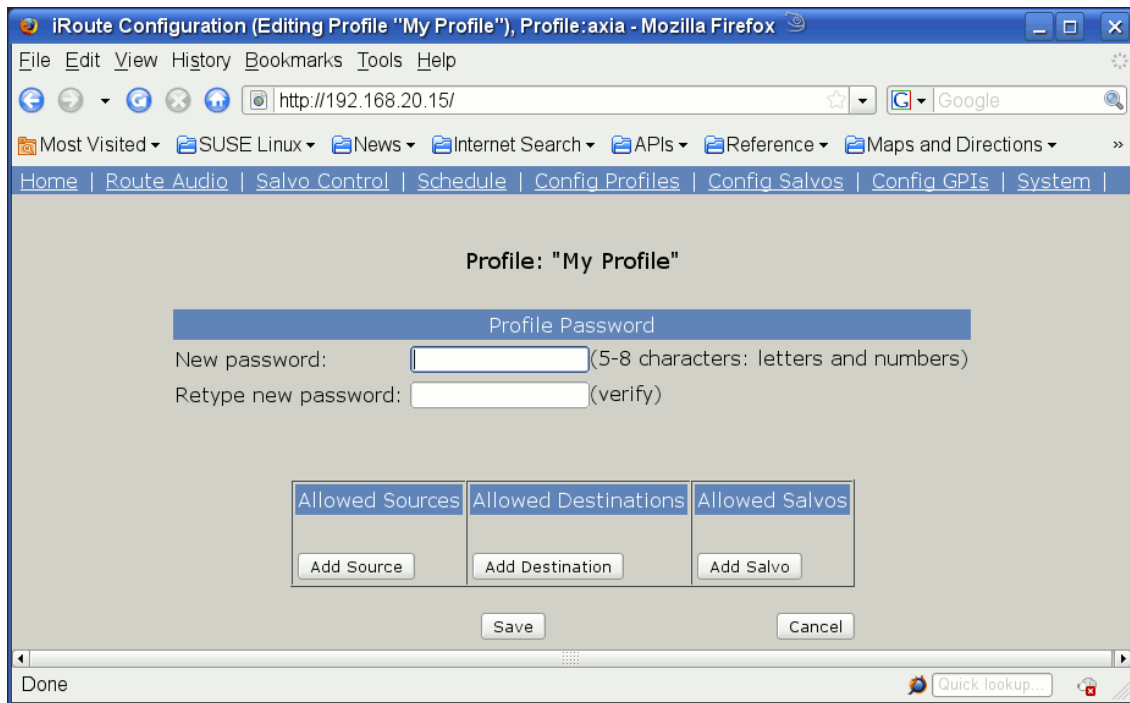 iRoute Configuration (Editing Profile "My Profile"), Profile:axia - Mozilla Firefox
File Edit View History Bookmarks Tools Help
http://192.168.20.15/ G Google
Most Visited SUSE Linux News Internet Search APIs Reference Maps and Directions »
Home | Route Audio | Salvo Control | Schedule | Config Profiles | Config Salvos | Config GPIs | System |
Profile: "My Profile"
Profile Password
New password: (5-8 characters: letters and numbers)
Retype new password: (verify)
Allowed Sources Allowed Destinations Allowed Salvos
Add Source Add Destination Add Salvo
Save Cancel
Done Quick lookup...